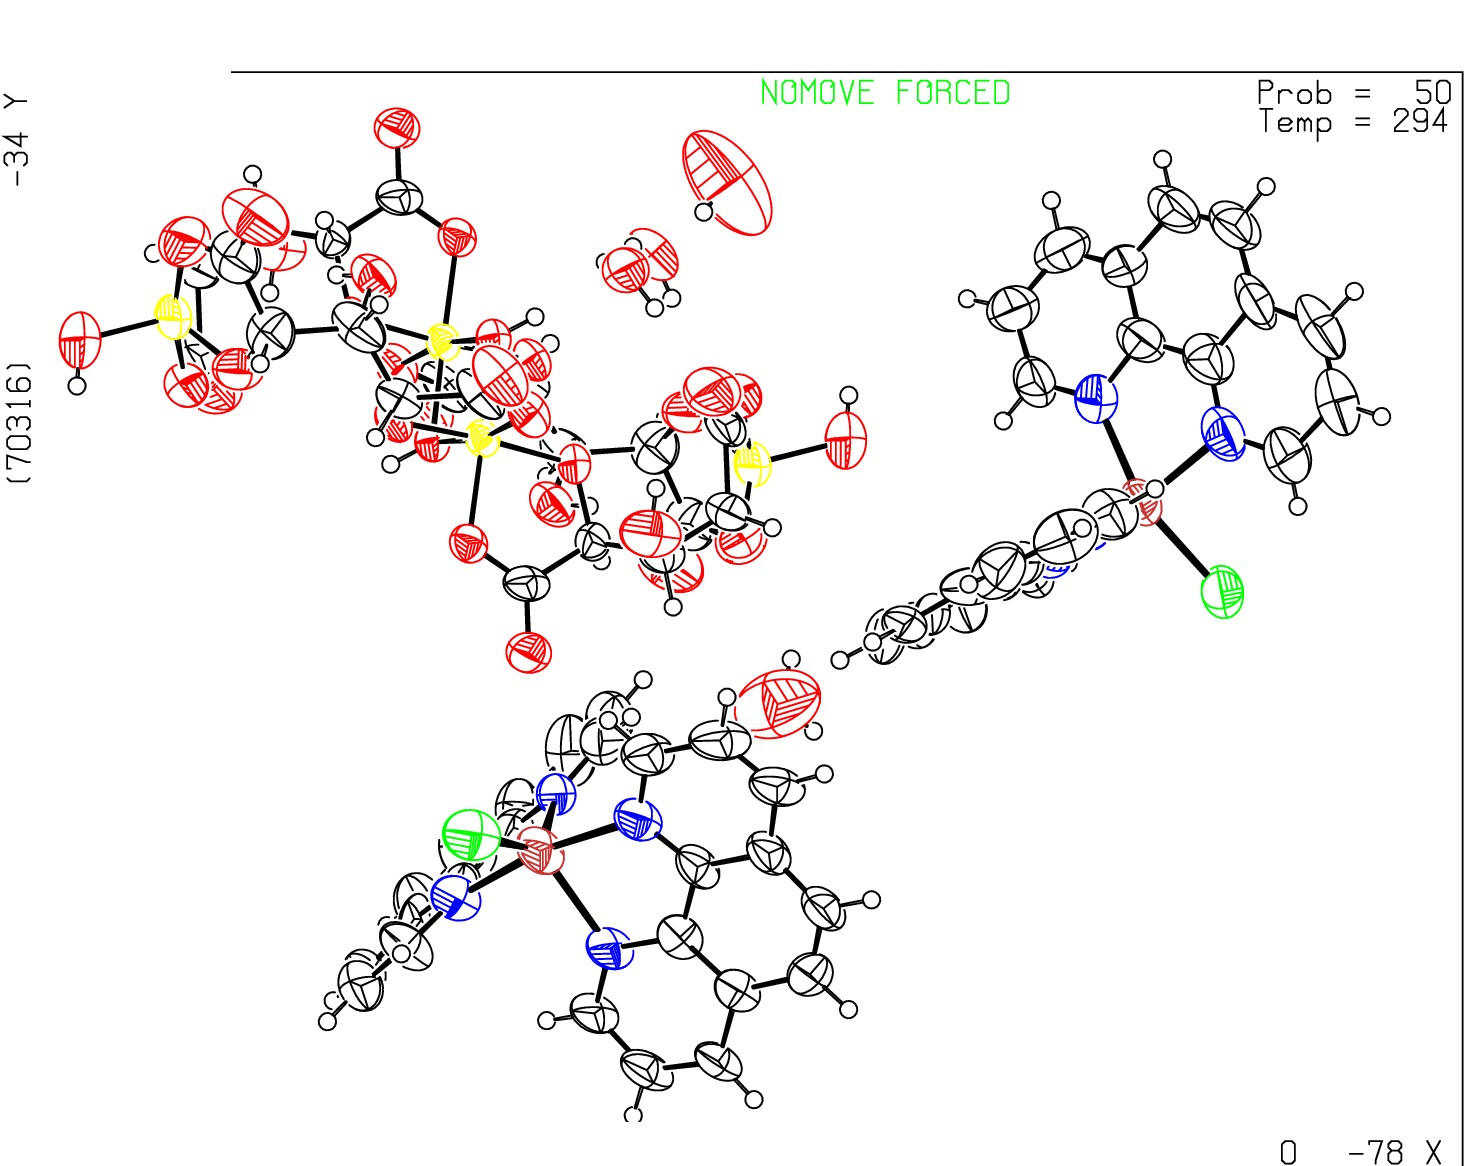 NOMOVE FORCED
Prob = 50
Temp = 294
-34 Y
(70316)
0 -78 X